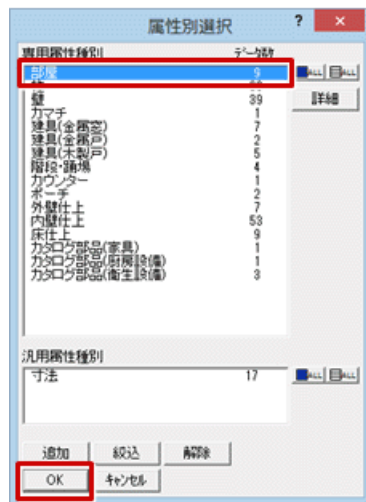 属性別選択 ? ×
専用属性種別 データ数
部屋 9 ALL ALL
壁 39 詳細
カマチ 1
建具(金属窓) 7
建具(金属戸) 2
建具(木製戸) 5
階段・踊場 4
カウンター 1
ポーチ 2
外壁仕上 7
内壁仕上 53
床仕上 9
カタログ部品(家具) 1
カタログ部品(厨房設備) 1
カタログ部品(衛生設備) 3
汎用属性種別
寸法 17 ALL ALL
追加 絞込 解除
OK キャンセル